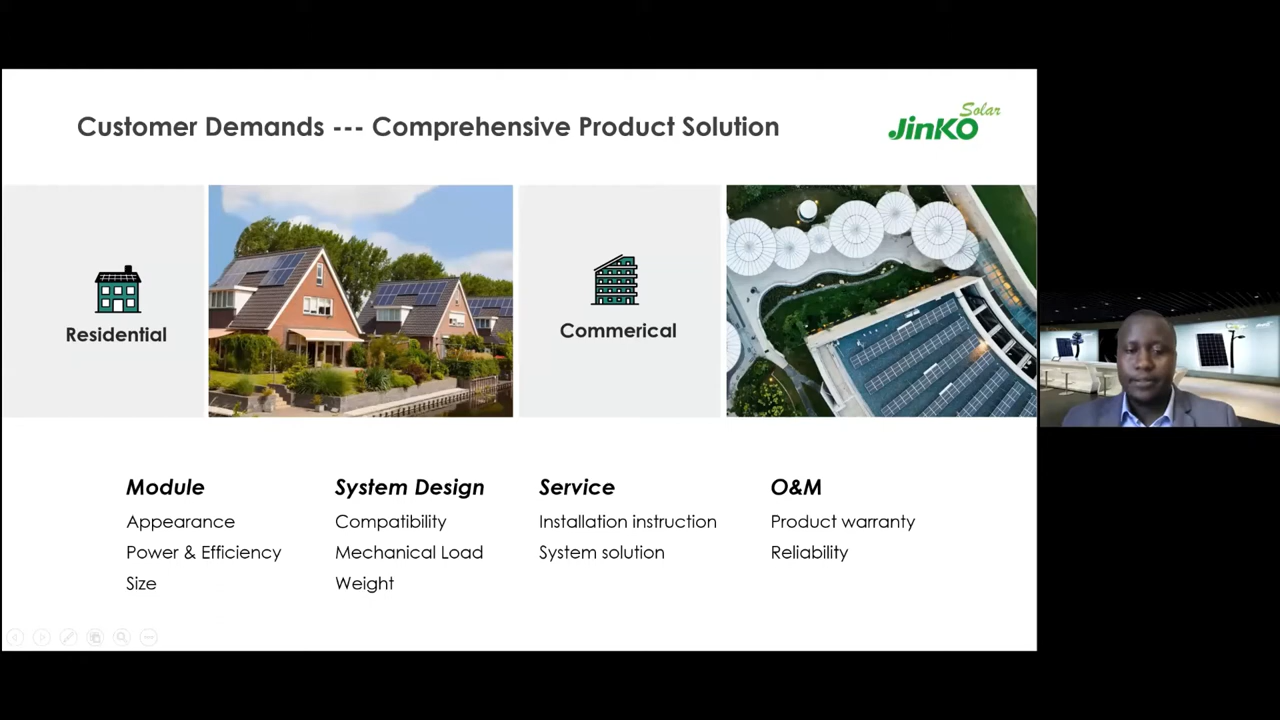 Customer Demands --- Comprehensive Product Solution
Solar
JinKO
Residential
Commerical
Module
Appearance
Power & Efficiency
Size
System Design
Compatibility
Mechanical Load
Weight
Service
Installation instruction
System solution
O&M
Product warranty
Reliability